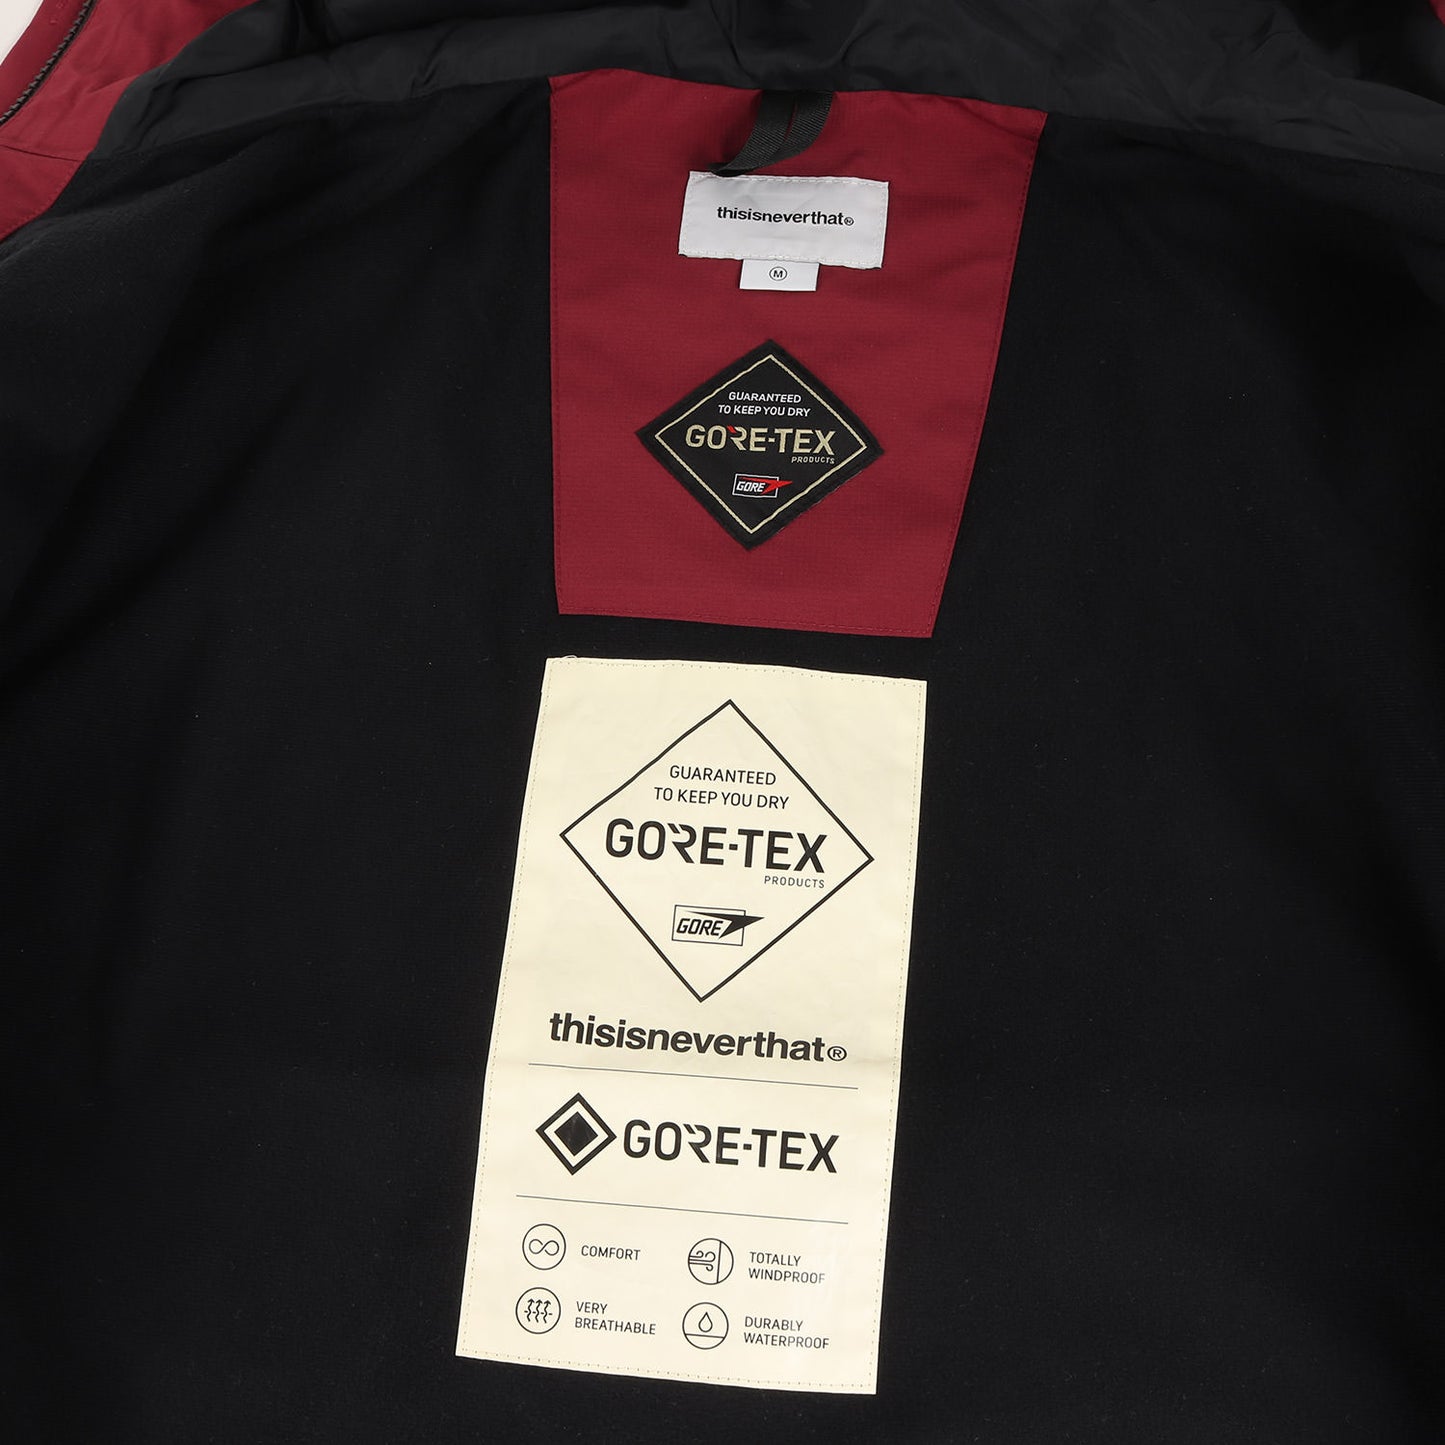 thisisneverthat®
M
GUARANTEED
TO KEEP YOU DRY
GORE-TEX
PRODUCTS
GORE
GUARANTEED
TO KEEP YOU DRY
GORE-TEX
PRODUCTS
GORE
thisisneverthat®
GORE-TEX
COMFORT
TOTALLY
WINDPROOF
VERY
BREATHABLE
DURABLY
WATERPROOF